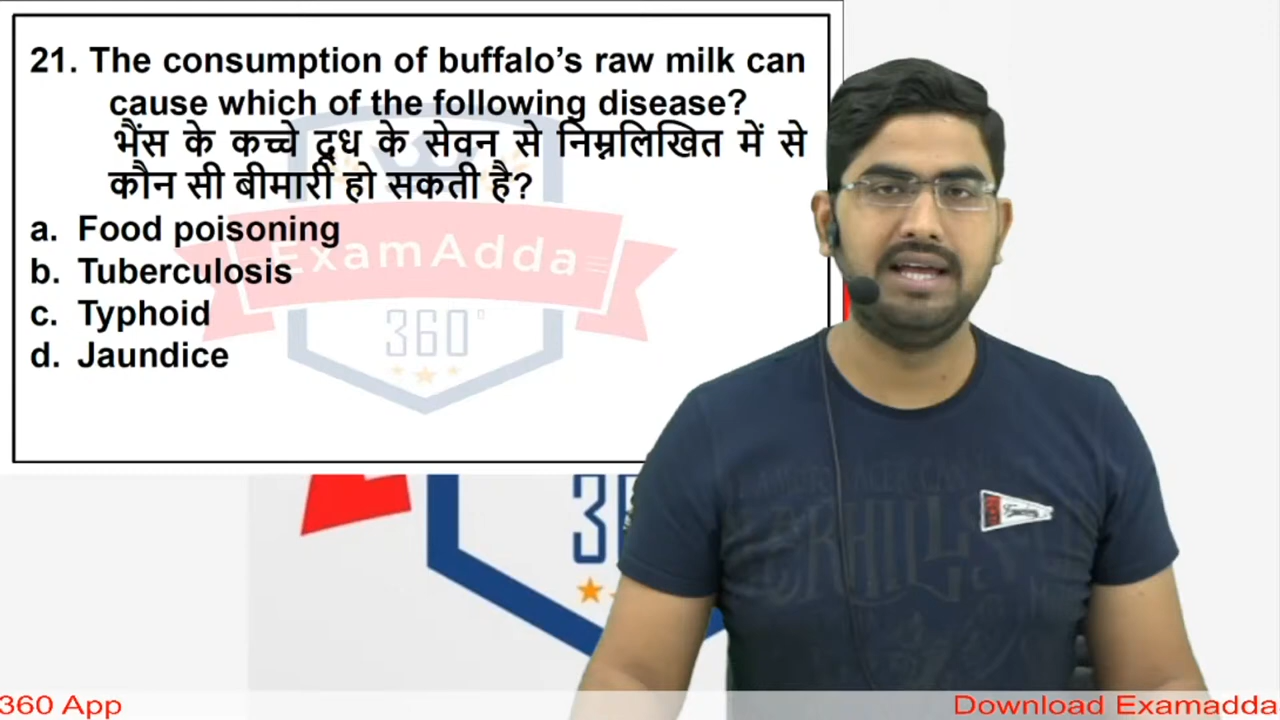 21. The consumption of buffalo's raw milk can
cause which of the following disease?
भैंस के कच्चे दूध के सेवन से निम्नलिखित में से
कौन सी बीमारी हो सकती है?
a. Food poisoning
b. Tuberculosis
c. Typhoid
d. Jaundice
ExamAdda
360°
360 App
Download Examadda